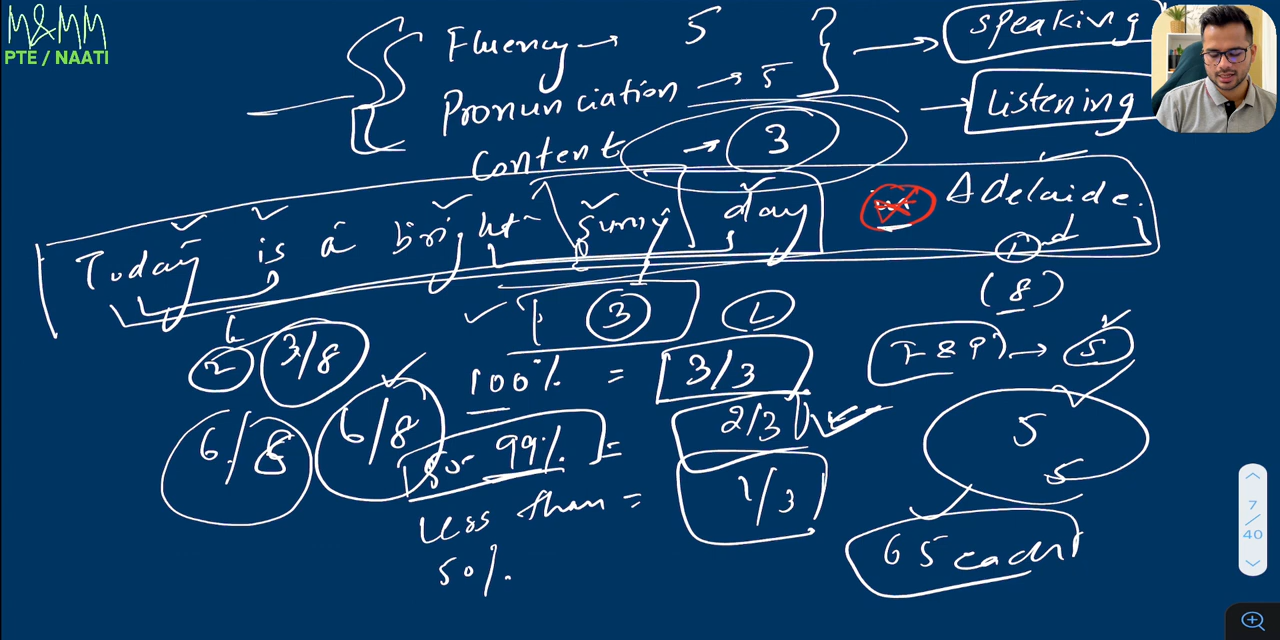 M&MM
PTE / NAATI
Fluency → 5
Pronunciation → 5
Content → 3
speaking
Listening
Today is a bright sunny day
Adelaide.
(8)
2 3/8
3
L
100% = 3/3
6/8 6/8
50- 99% = 2/3
Less than = 1/3
50%
F & P → 5
5
5
65 each
7
/
40